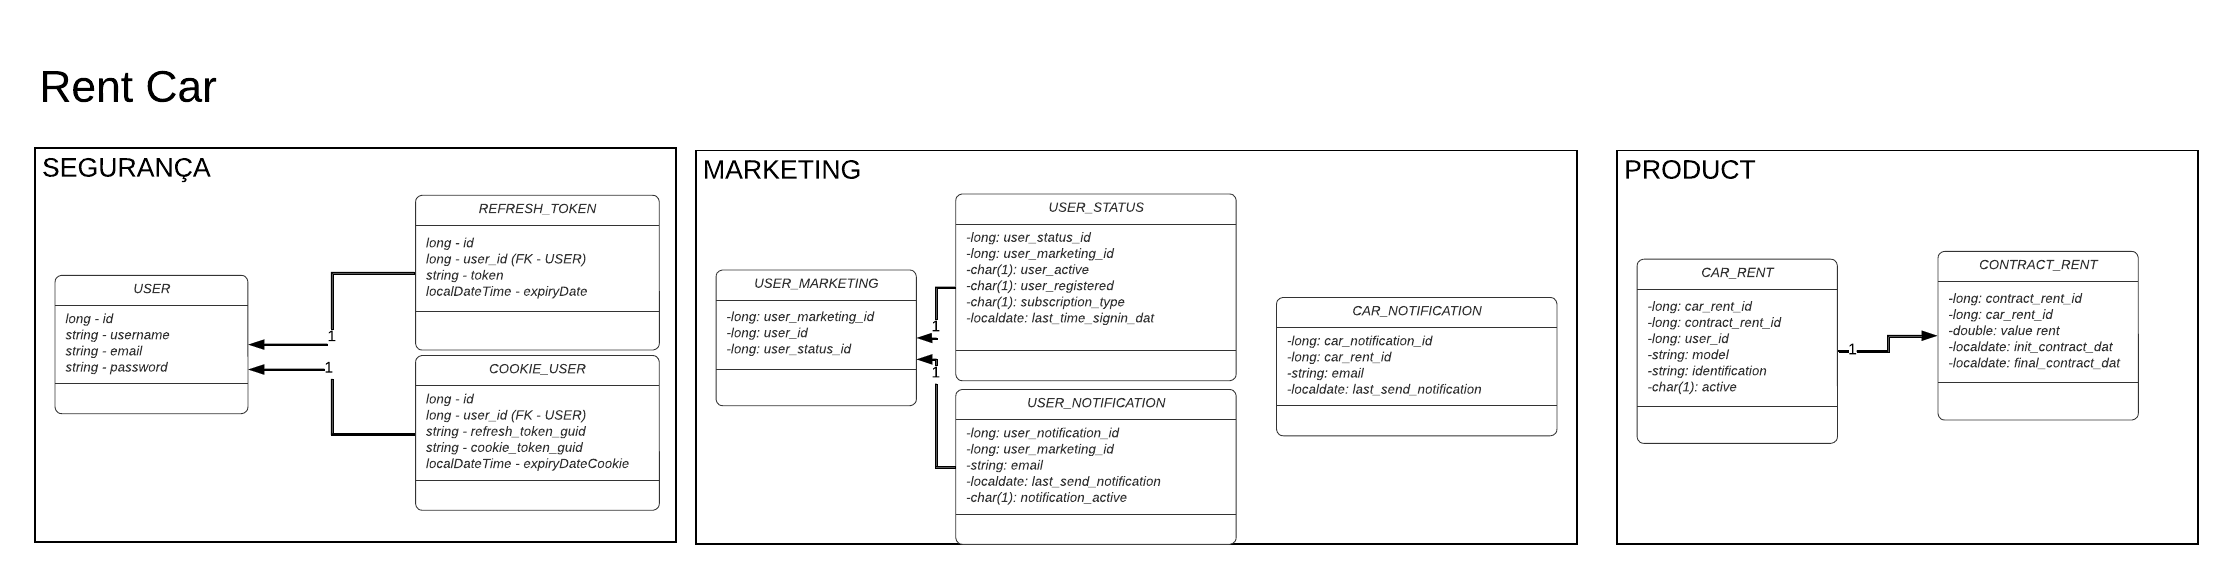 Rent Car
SEGURANÇA
USER
long - id
string - username
string - email
string - password
REFRESH_TOKEN
long - id
long - user_id (FK - USER)
string - token
localDateTime - expiryDate
1
1
COOKIE_USER
long - id
long - user_id (FK - USER)
string - refresh_token_guid
string - cookie_token_guid
localDateTime - expiryDateCookie
MARKETING
USER_MARKETING
-long: user_marketing_id
-long: user_id
-long: user_status_id
USER_STATUS
-long: user_status_id
-long: user_marketing_id
-char(1): user_active
-char(1): user_registered
-char(1): subscription_type
-localdate: last_time_signin_dat
1
1
USER_NOTIFICATION
-long: user_notification_id
-long: user_marketing_id
-string: email
-localdate: last_send_notification
-char(1): notification_active
CAR_NOTIFICATION
-long: car_notification_id
-long: car_rent_id
-string: email
-localdate: last_send_notification
PRODUCT
CAR_RENT
-long: car_rent_id
-long: contract_rent_id
-long: user_id
-string: model
-string: identification
-char(1): active
1
CONTRACT_RENT
-long: contract_rent_id
-long: car_rent_id
-double: value rent
-localdate: init_contract_dat
-localdate: final_contract_dat